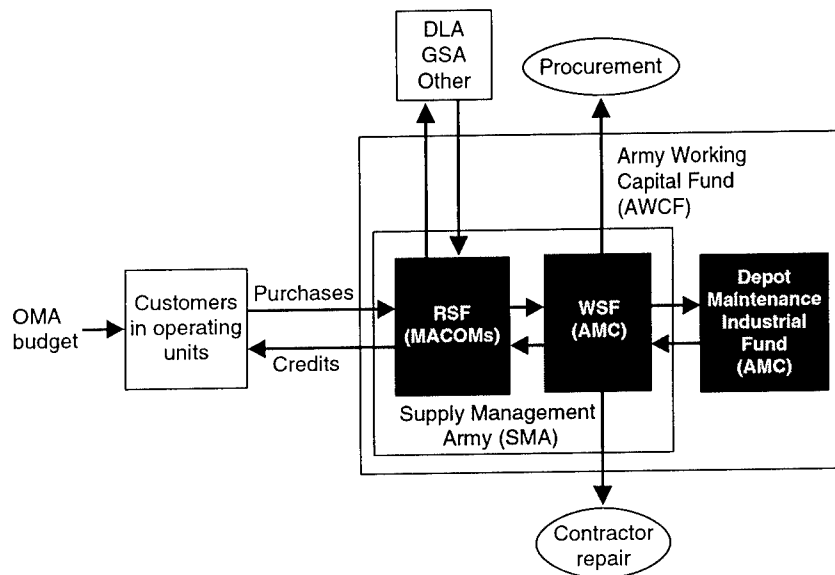 DLA
GSA
Other
Procurement
Army Working
Capital Fund
(AWCF)
OMA
budget
Customers
in operating
units
Purchases
Credits
RSF
(MACOMs)
WSF
(AMC)
Depot
Maintenance
Industrial
Fund
(AMC)
Supply Management
Army (SMA)
Contractor
repair